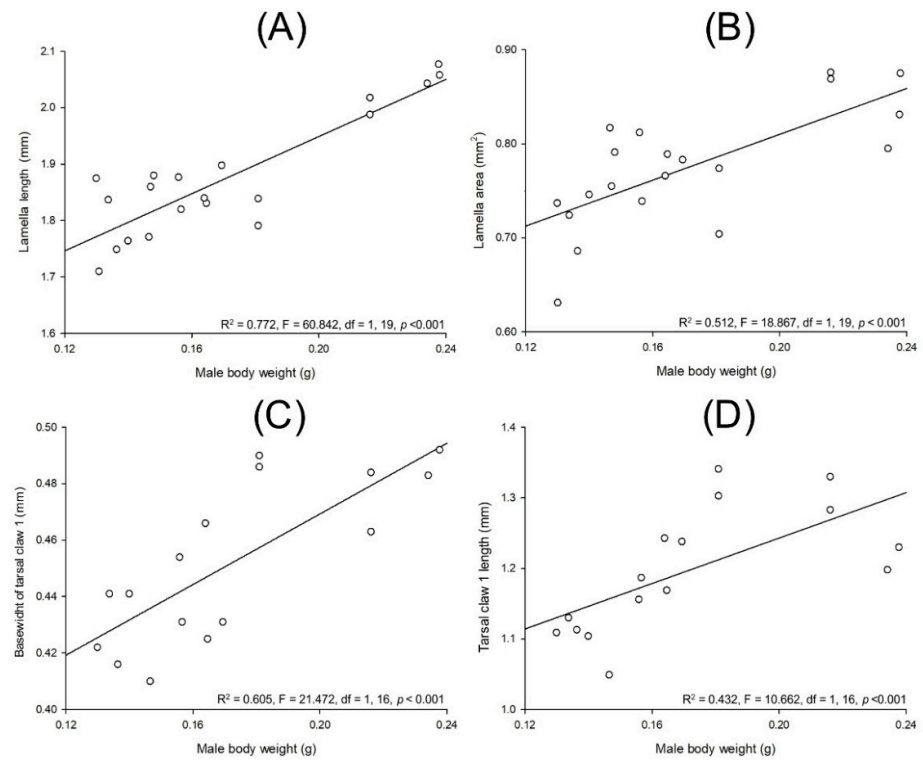 (A)
2.1
2.0
1.9
1.8
1.7
1.6
Lamella length (mm)
R² = 0.772, F = 60.842, df = 1, 19, p <0.001
0.12 0.16 0.20 0.24
Male body weight (g)
(B)
0.90
0.80
0.70
0.60
Lamella area (mm²)
R² = 0.512, F = 18.867, df = 1, 19, p < 0.001
0.12 0.16 0.20 0.24
Male body weight (g)
(C)
0.50
0.48
0.46
0.44
0.42
0.40
Basewidht of tarsal claw 1 (mm)
R² = 0.605, F = 21.472, df = 1, 16, p < 0.001
0.12 0.16 0.20 0.24
Male body weight (g)
(D)
1.4
1.3
1.2
1.1
1.0
Tarsal claw 1 length (mm)
R² = 0.432, F = 10.662, df = 1, 16, p <0.001
0.12 0.16 0.20 0.24
Male body weight (g)